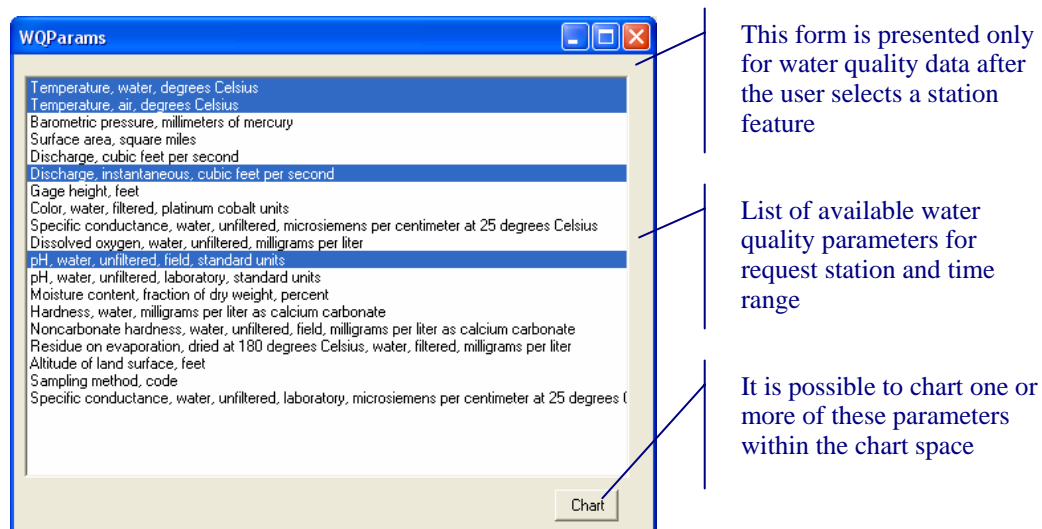 WQParams
Temperature, water, degrees Celsius
Temperature, air, degrees Celsius
Barometric pressure, millimeters of mercury
Surface area, square miles
Discharge, cubic feet per second
Discharge, instantaneous, cubic feet per second
Gage height, feet
Color, water, filtered, platinum cobalt units
Specific conductance, water, unfiltered, microsiemens per centimeter at 25 degrees Celsius
Dissolved oxygen, water, unfiltered, milligrams per liter
pH, water, unfiltered, field, standard units
pH, water, unfiltered, laboratory, standard units
Moisture content, fraction of dry weight, percent
Hardness, water, milligrams per liter as calcium carbonate
Noncarbonate hardness, water, unfiltered, field, milligrams per liter as calcium carbonate
Residue on evaporation, dried at 180 degrees Celsius, water, filtered, milligrams per liter
Altitude of land surface, feet
Sampling method, code
Specific conductance, water, unfiltered, laboratory, microsiemens per centimeter at 25 degrees
Chart
This form is presented only
for water quality data after
the user selects a station
feature
List of available water
quality parameters for
request station and time
range
It is possible to chart one or
more of these parameters
within the chart space